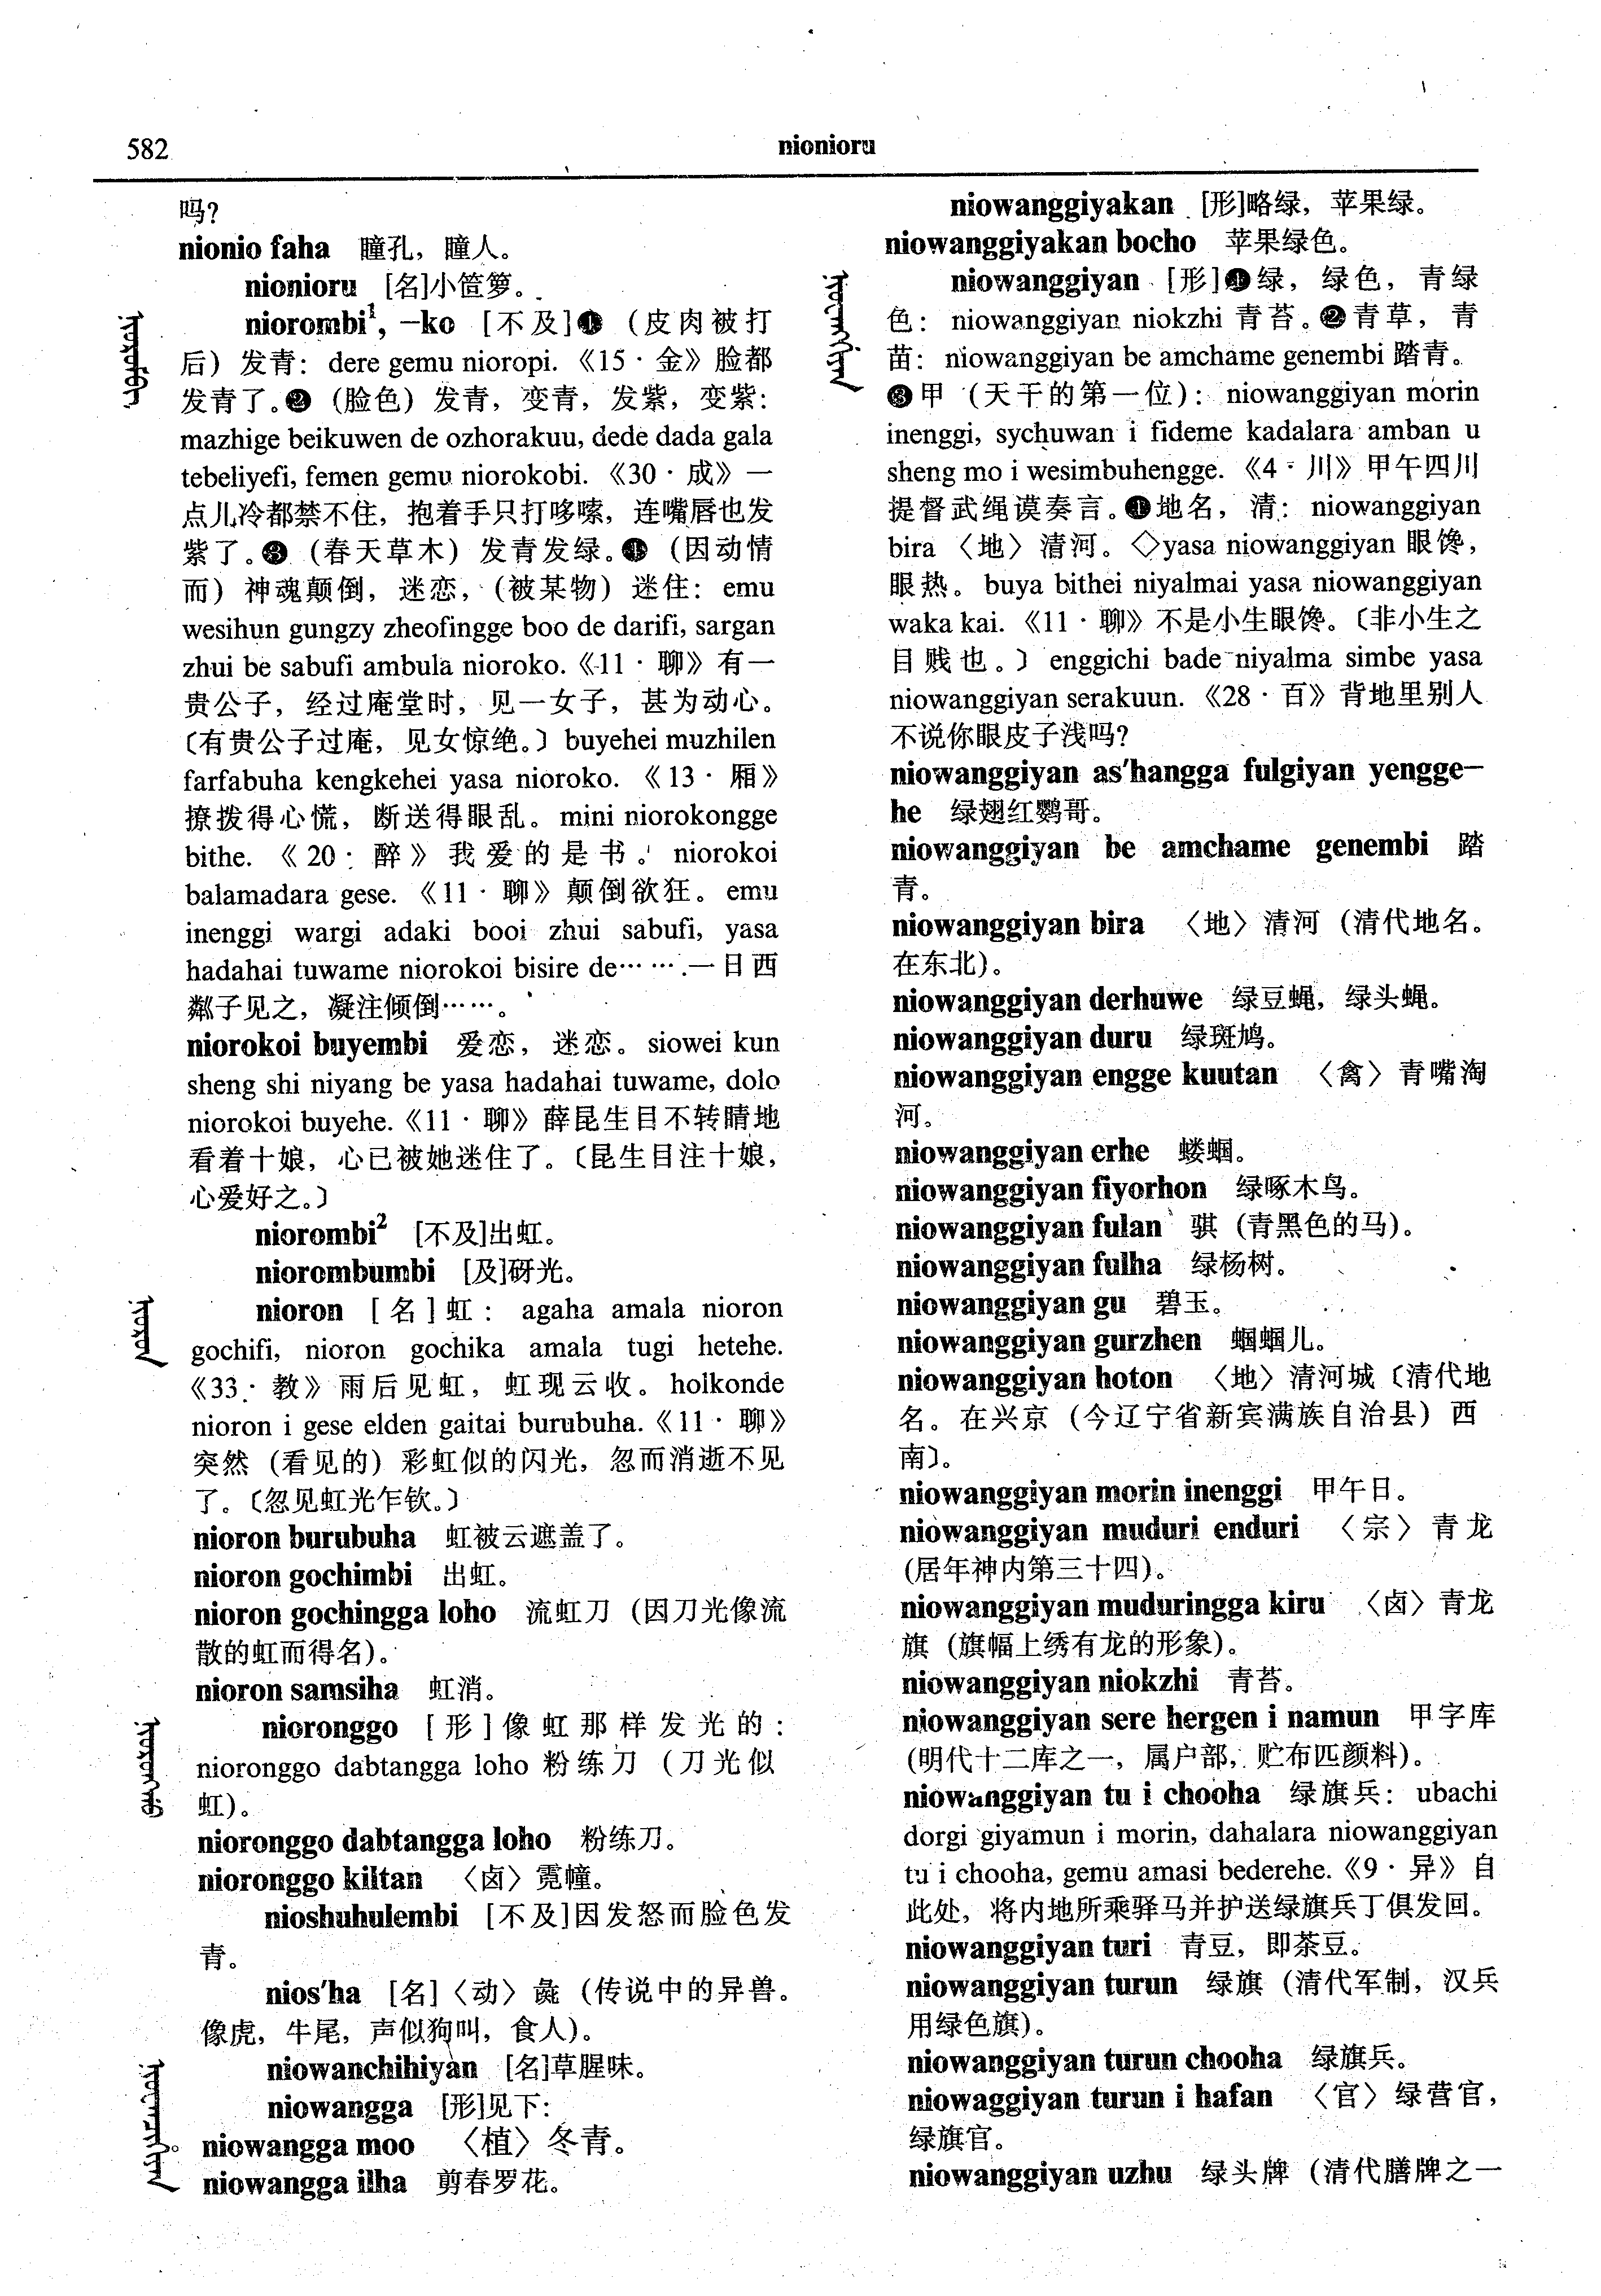 582
nionioru
吗?
nionio faha 瞳孔，瞳人。
nionioru [名]小笸箩。
niorombi¹, –ko [不及]❶（皮肉被打
后）发青：dere gemu nioropi.《15·金》脸都
发青了。❷（脸色）发青，变青，发紫，变紫：
mazhige beikuwen de ozhorakuu, dede dada gala
tebeliyefi, femen gemu niorokobi.《30·成》一
点儿冷都禁不住，抱着手只打哆嗦，连嘴唇也发
紫了。❸（春天草木）发青发绿。❹（因动情
而）神魂颠倒，迷恋，（被某物）迷住：emu
wesihun gungzy zheofingge boo de darifi, sargan
zhui be sabufi ambula nioroko.《11·聊》有一
贵公子，经过庵堂时，见一女子，甚为动心。
〔有贵公子过庵，见女惊绝。〕buyehei muzhilen
farfabuha kengkehei yasa nioroko.《13·厢》
撩拨得心慌，断送得眼乱。mini niorokongge
bithe.《20·醉》我爱的是书。niorokoi
balamadara gese.《11·聊》颠倒欲狂。emu
inenggi wargi adaki booi zhui sabufi, yasa
hadahai tuwame niorokoi bisire de……一日西
粼子见之，凝注倾倒……。
niorokoi buyembi 爱恋，迷恋。siowei kun
sheng shi niyang be yasa hadahai tuwame, dolo
niorokoi buyehe.《11·聊》薛昆生目不转睛地
看着十娘，心已被她迷住了。〔昆生目注十娘，
心爱好之。〕
niorombi² [不及]出虹。
niorombumbi [及]砑光。
nioron [名]虹：agaha amala nioron
gochifi, nioron gochika amala tugi hetehe.
《33·教》雨后见虹，虹现云收。holkonde
nioron i gese elden gaitai burubuha.《11·聊》
突然（看见的）彩虹似的闪光，忽而消逝不见
了。〔忽见虹光乍钦。〕
nioron burubuha 虹被云遮盖了。
nioron gochimbi 出虹。
nioron gochingga loho 流虹刀（因刀光像流
散的虹而得名）。
nioron samsiha 虹消。
nioronggo [形]像虹那样发光的：
nioronggo dabtangga loho 粉练刀（刀光似
虹）。
nioronggo dabtangga loho 粉练刀。
nioronggo kiltan 〈卤〉霓幢。
nioshuhulembi [不及]因发怒而脸色发
青。
nios'ha [名]〈动〉彘（传说中的异兽。
像虎，牛尾，声似狗叫，食人）。
niowanchihiyan [名]草腥味。
niowangga [形]见下：
niowangga moo 〈植〉冬青。
niowangga ilha 剪春罗花。
niowanggiyakan [形]略绿，苹果绿。
niowanggiyakan bocho 苹果绿色。
niowanggiyan [形]❶绿，绿色，青绿
色：niowanggiyan niokzhi 青苔。❷青草，青
苗：niowanggiyan be amchame genembi 踏青。
❸甲（天干的第一位）：niowanggiyan morin
inenggi, sychuwan i fideme kadalara amban u
sheng mo i wesimbuhengge.《4·川》甲午四川
提督武绳谟奏言。❹地名，清：niowanggiyan
bira〈地〉清河。◇yasa niowanggiyan 眼馋，
眼热。buya bithei niyalmai yasa niowanggiyan
waka kai.《11·聊》不是小生眼馋。〔非小生之
目贱也。〕enggichi bade niyalma simbe yasa
niowanggiyan serakuun.《28·百》背地里别人
不说你眼皮子浅吗?
niowanggiyan as'hangga fulgiyan yengge–
he 绿翅红鹦哥。
niowanggiyan be amchame genembi 踏
青。
niowanggiyan bira 〈地〉清河（清代地名。
在东北）。
niowanggiyan derhuwe 绿豆蝇，绿头蝇。
niowanggiyan duru 绿斑鸠。
niowanggiyan engge kuutan 〈禽〉青嘴淘
河。
niowanggiyan erhe 蝼蝈。
niowanggiyan fiyorhon 绿啄木鸟。
niowanggiyan fulan 骐（青黑色的马）。
niowanggiyan fulha 绿杨树。
niowanggiyan gu 碧玉。
niowanggiyan gurzhen 蝈蝈儿。
niowanggiyan hoton 〈地〉清河城〔清代地
名。在兴京（今辽宁省新宾满族自治县）西
南〕。
niowanggiyan morin inenggi 甲午日。
niowanggiyan muduri enduri 〈宗〉青龙
（居年神内第三十四）。
niowanggiyan muduringga kiru 〈卤〉青龙
旗（旗幅上绣有龙的形象）。
niowanggiyan niokzhi 青苔。
niowanggiyan sere hergen i namun 甲字库
（明代十二库之一，属户部，贮布匹颜料）。
niowanggiyan tu i chooha 绿旗兵：ubachi
dorgi giyamun i morin, dahalara niowanggiyan
tu i chooha, gemu amasi bederehe.《9·异》自
此处，将内地所乘驿马并护送绿旗兵丁俱发回。
niowanggiyan turi 青豆，即茶豆。
niowanggiyan turun 绿旗（清代军制，汉兵
用绿色旗）。
niowanggiyan turun chooha 绿旗兵。
niowaggiyan turun i hafan 〈官〉绿营官，
绿旗官。
niowanggiyan uzhu 绿头牌（清代膳牌之一